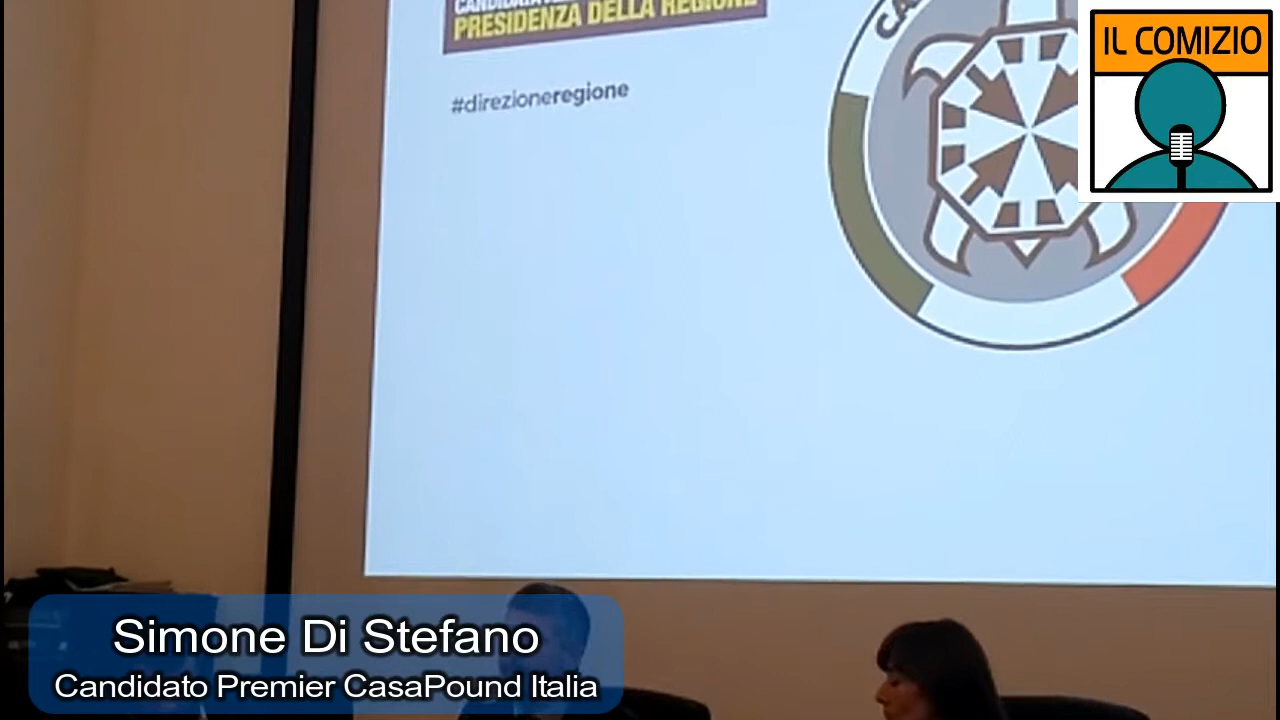 PRESIDENZA DELLA REGIONE
#direzioneregione
IL COMIZIO
Simone Di Stefano
Candidato Premier CasaPound Italia